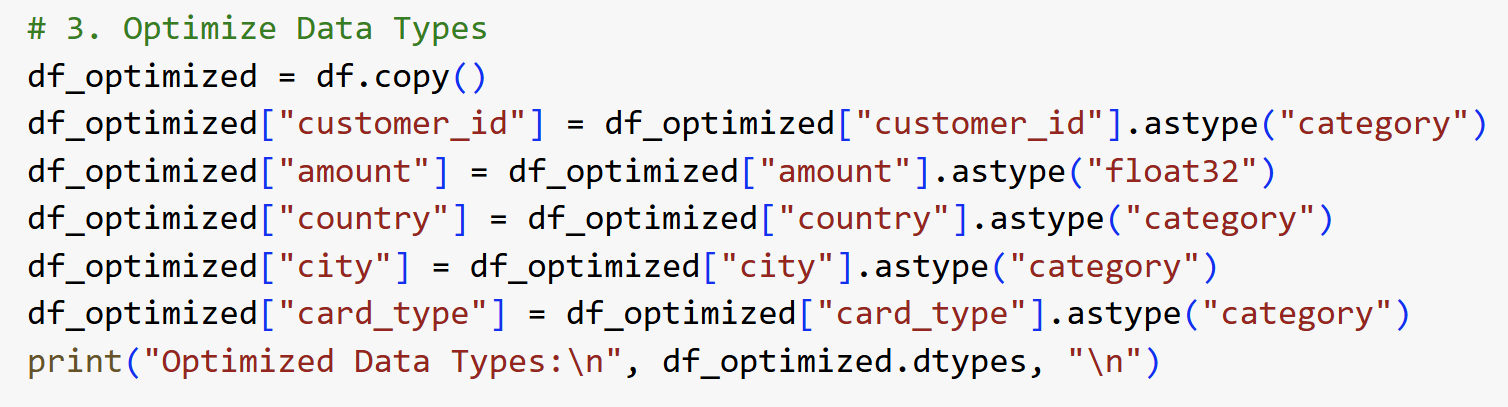 # 3. Optimize Data Types
df_optimized = df.copy()
df_optimized["customer_id"] = df_optimized["customer_id"].astype("category")
df_optimized["amount"] = df_optimized["amount"].astype("float32")
df_optimized["country"] = df_optimized["country"].astype("category")
df_optimized["city"] = df_optimized["city"].astype("category")
df_optimized["card_type"] = df_optimized["card_type"].astype("category")
print("Optimized Data Types:\n", df_optimized.dtypes, "\n")